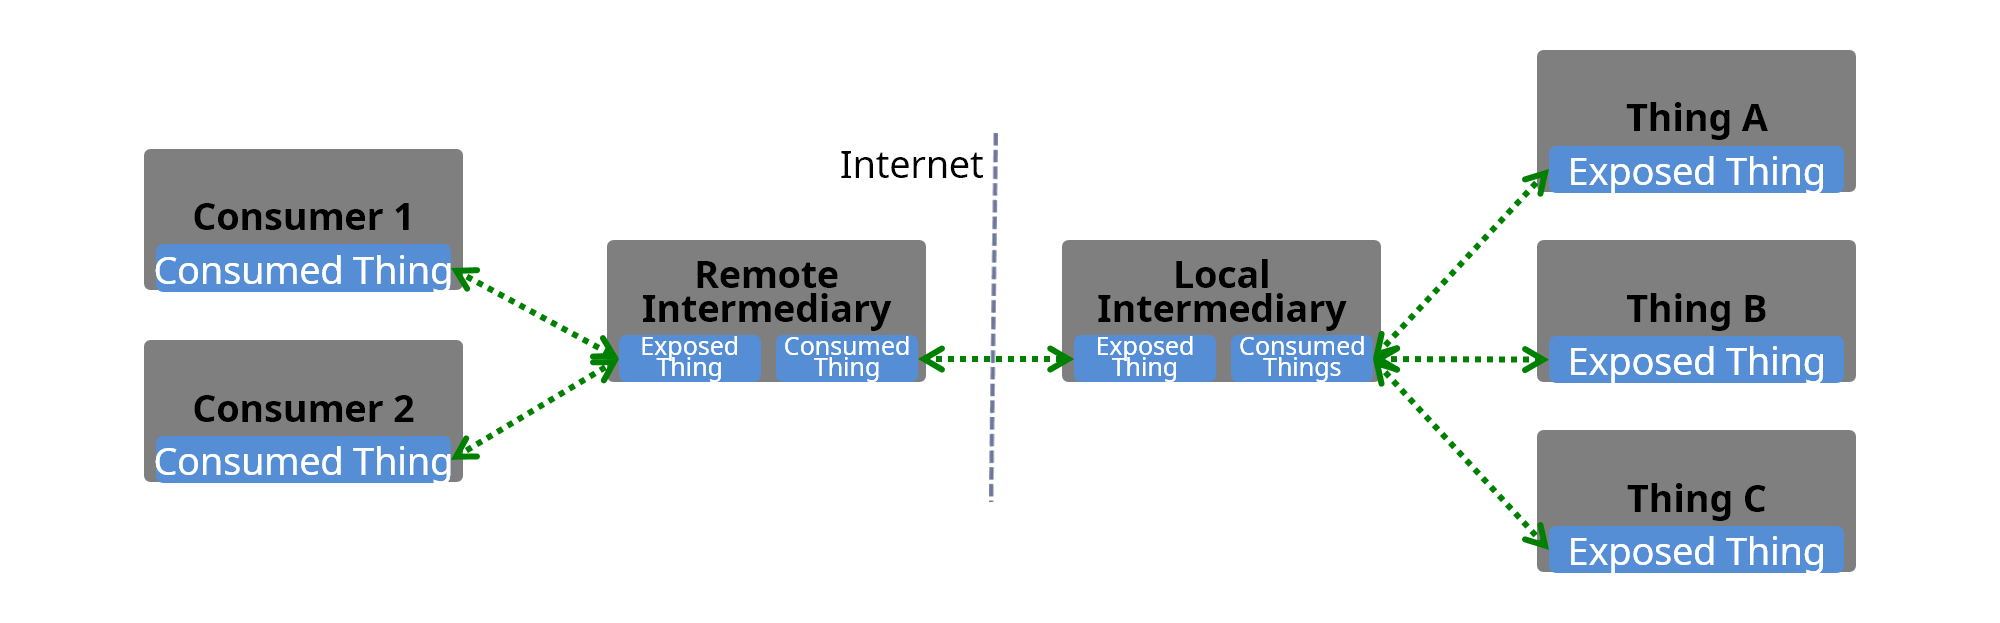 Consumer 1
Consumed Thing
Consumer 2
Consumed Thing
Internet
Remote
Intermediary
Exposed
Thing
Consumed
Thing
Local
Intermediary
Exposed
Thing
Consumed
Things
Thing A
Exposed Thing
Thing B
Exposed Thing
Thing C
Exposed Thing